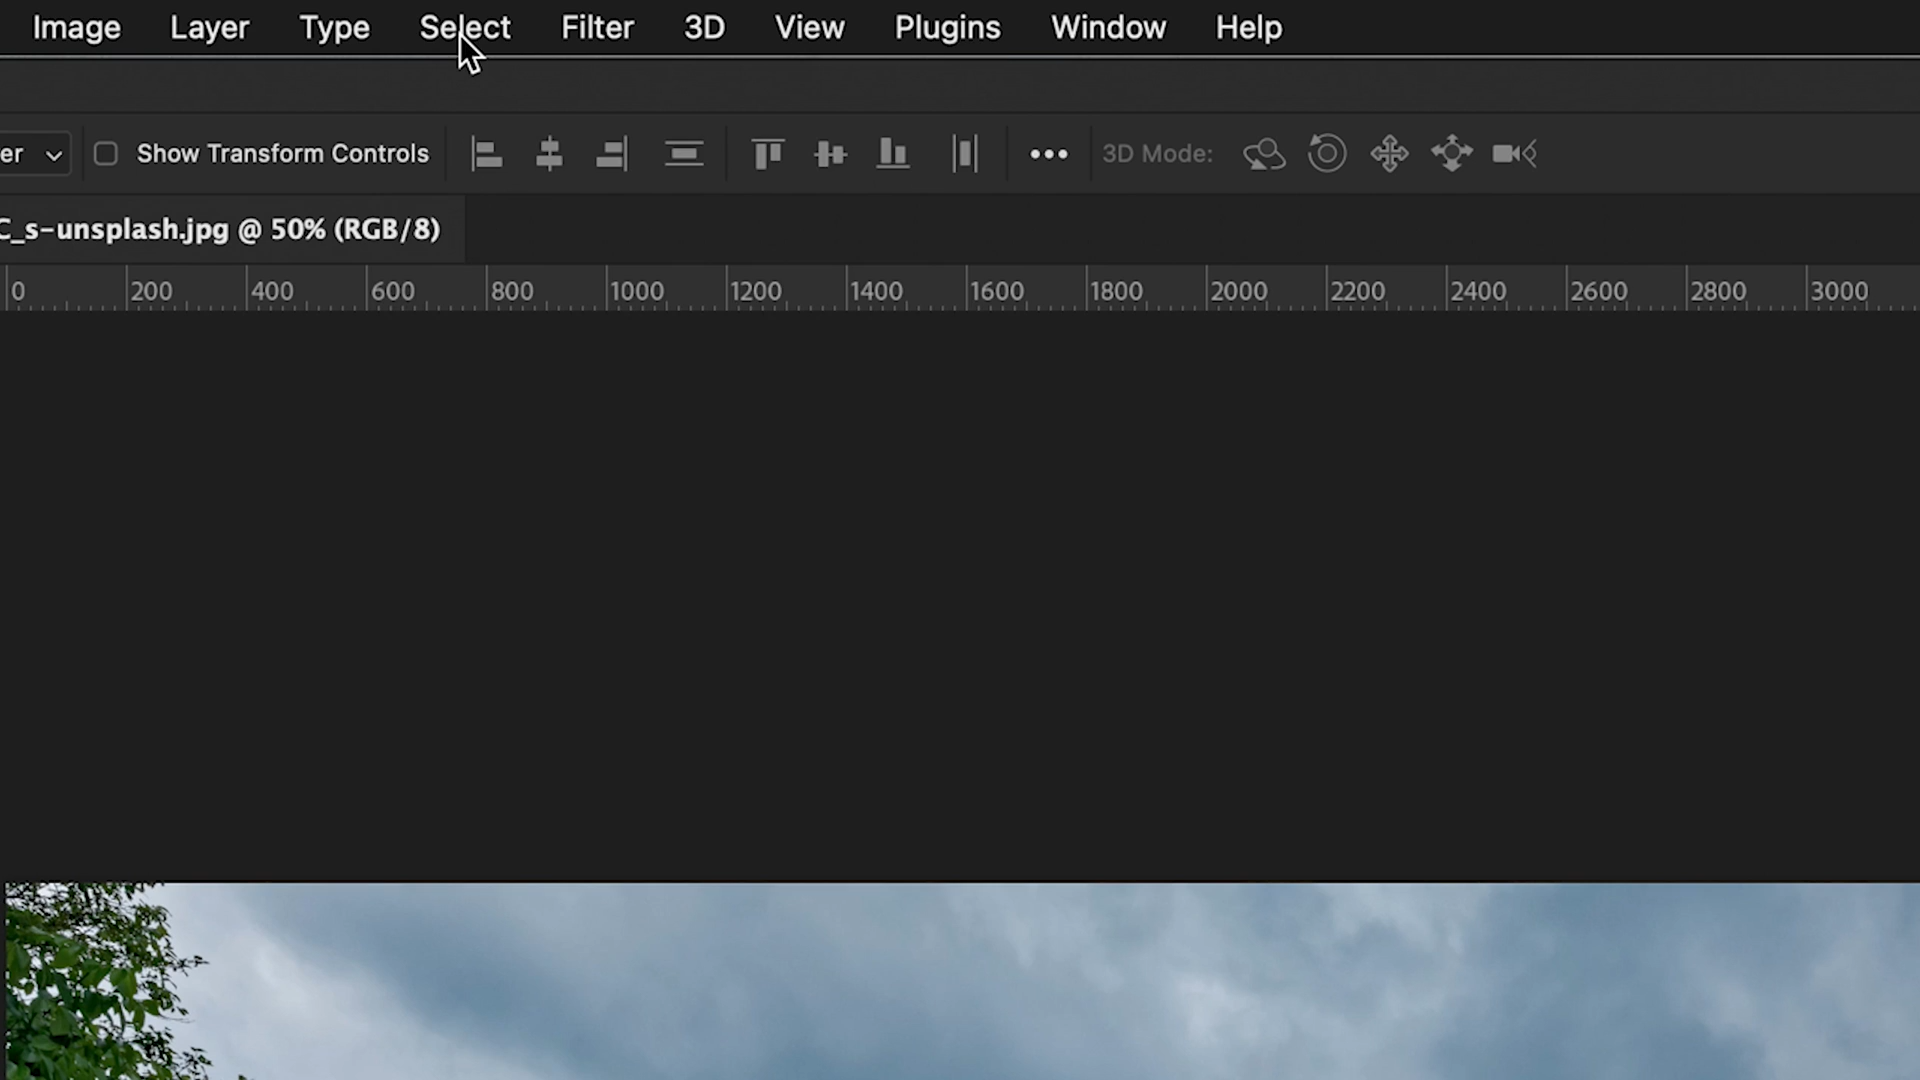 Image Layer Type Select Filter 3D View Plugins Window Help
er Show Transform Controls 3D Mode:
C_s-unsplash.jpg @ 50% (RGB/8)
0 200 400 600 800 1000 1200 1400 1600 1800 2000 2200 2400 2600 2800 3000